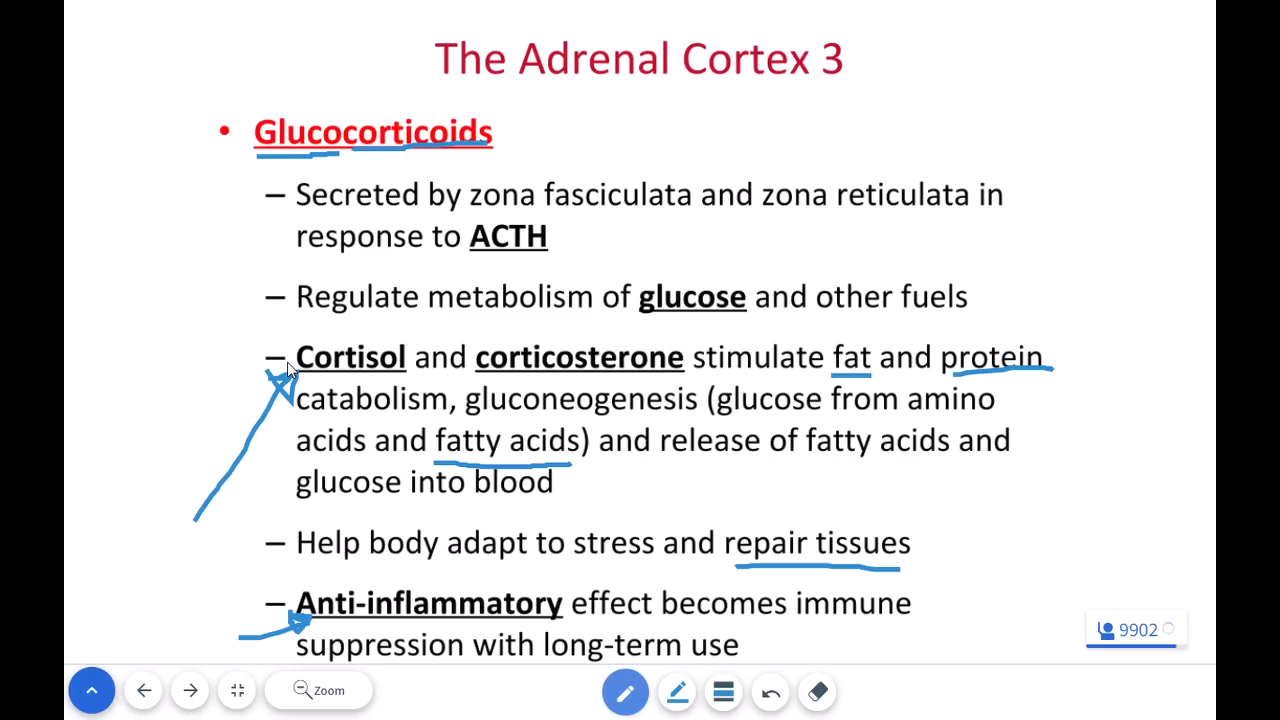 The Adrenal Cortex 3
• Glucocorticoids
– Secreted by zona fasciculata and zona reticulata in
response to ACTH
– Regulate metabolism of glucose and other fuels
– Cortisol and corticosterone stimulate fat and protein
catabolism, gluconeogenesis (glucose from amino
acids and fatty acids) and release of fatty acids and
glucose into blood
– Help body adapt to stress and repair tissues
– Anti-inflammatory effect becomes immune
suppression with long-term use
9902
Zoom